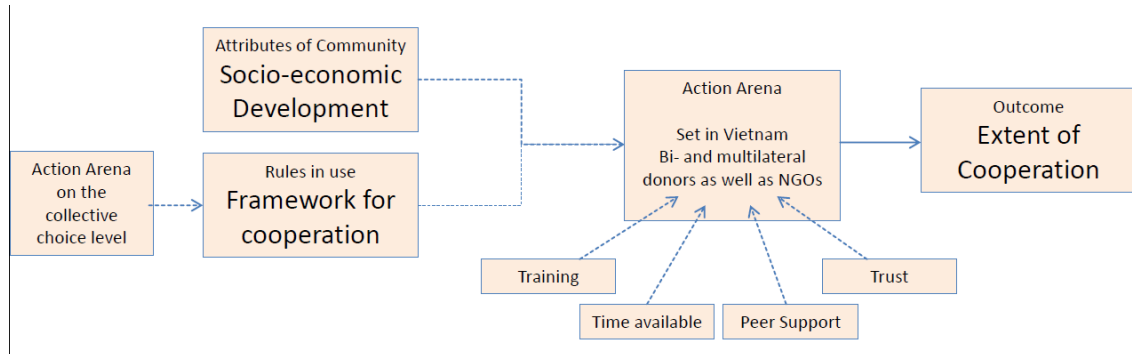 Attributes of Community
Socio-economic
Development
Action Arena
on the
collective
choice level
Rules in use
Framework for
cooperation
Action Arena
Set in Vietnam
Bi- and multilateral
donors as well as NGOs
Outcome
Extent of
Cooperation
Training
Time available
Peer Support
Trust